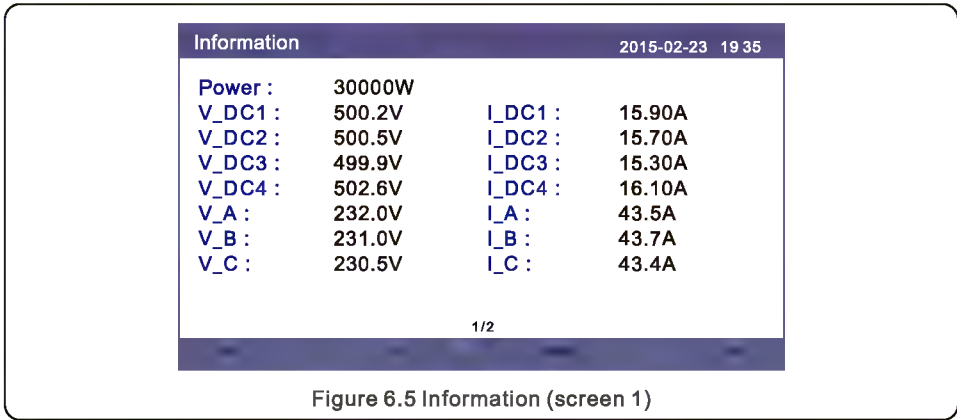 Information 2015-02-23 19 35
Power : 30000W
V_DC1 : 500.2V I_DC1 : 15.90A
V_DC2 : 500.5V I_DC2 : 15.70A
V_DC3 : 499.9V I_DC3 : 15.30A
V_DC4 : 502.6V I_DC4 : 16.10A
V_A : 232.0V I_A : 43.5A
V_B : 231.0V I_B : 43.7A
V_C : 230.5V I_C : 43.4A
1/2
Figure 6.5 Information (screen 1)